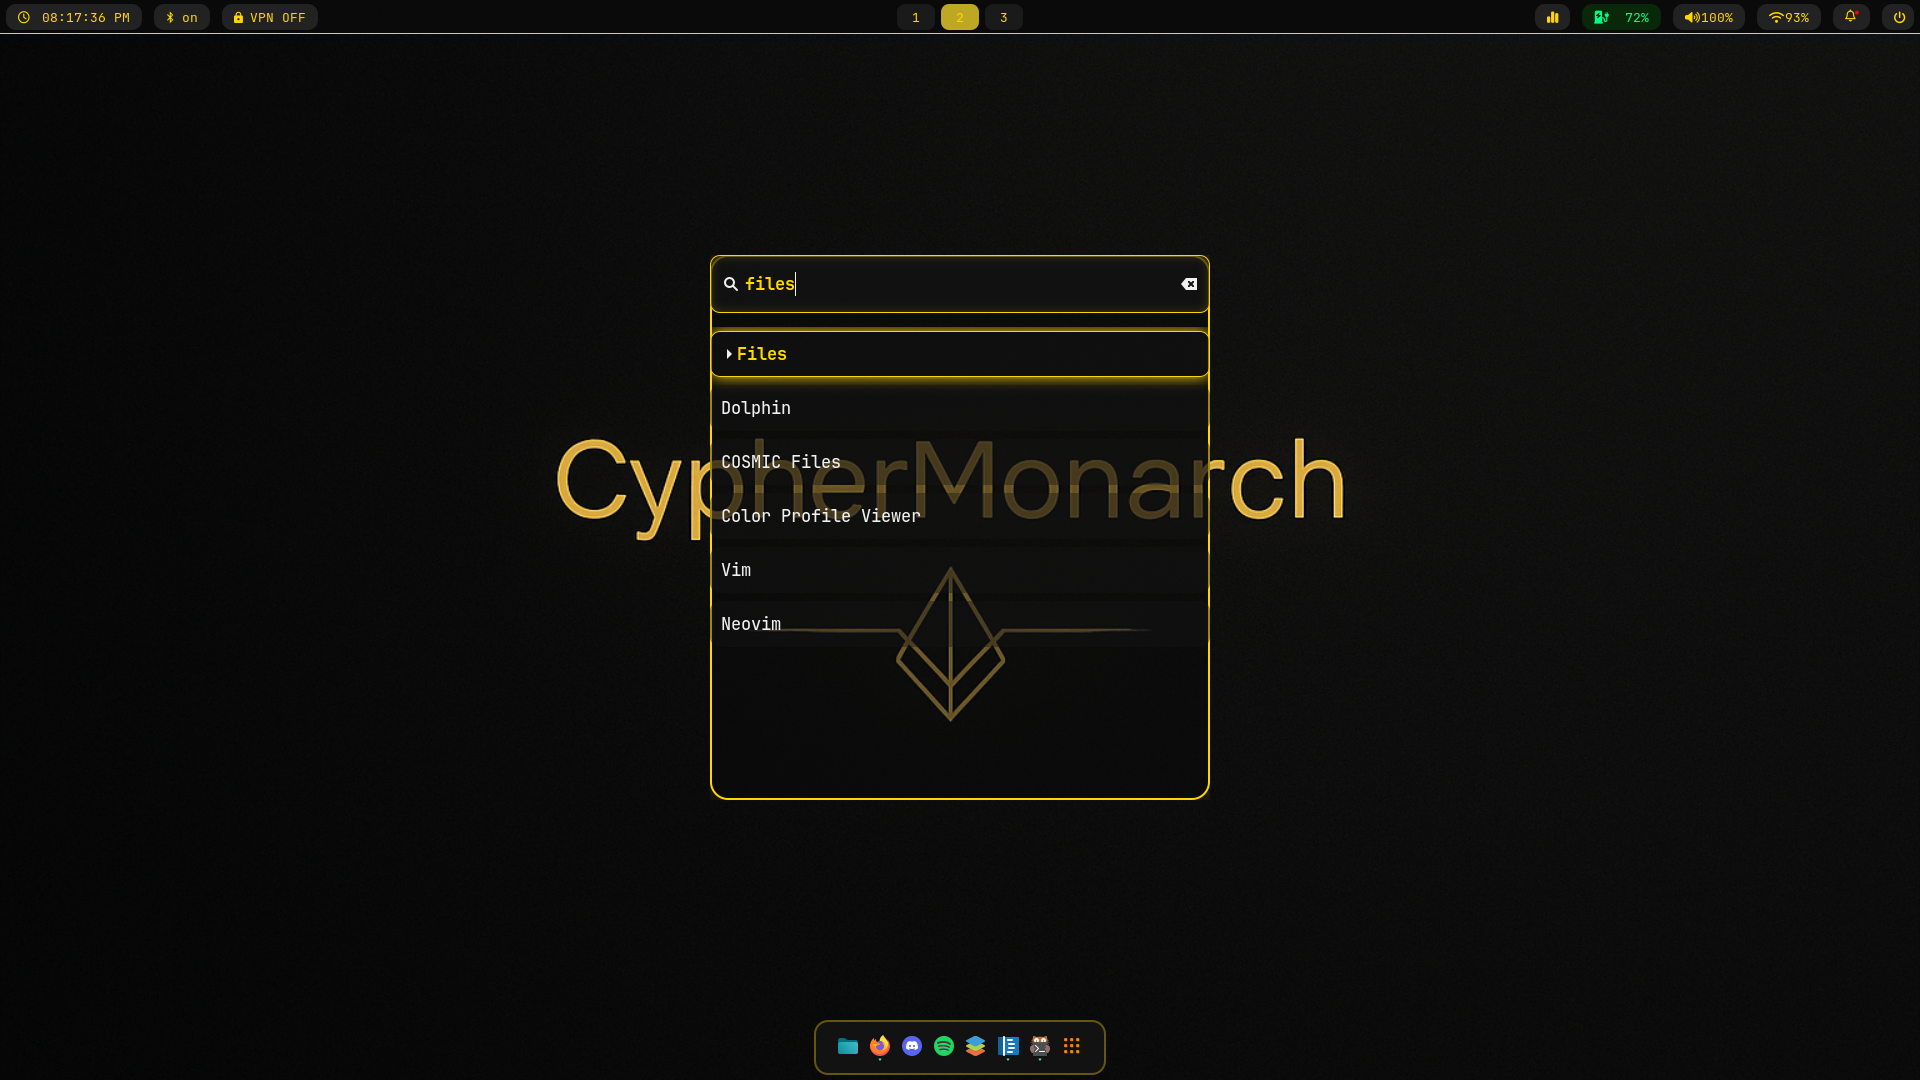 08:17:36 PM
on
VPN OFF
1
2
3
72%
100%
93%
files
Files
Dolphin
COSMIC Files
Color Profile Viewer
Vim
Neovim
CypherMonarch